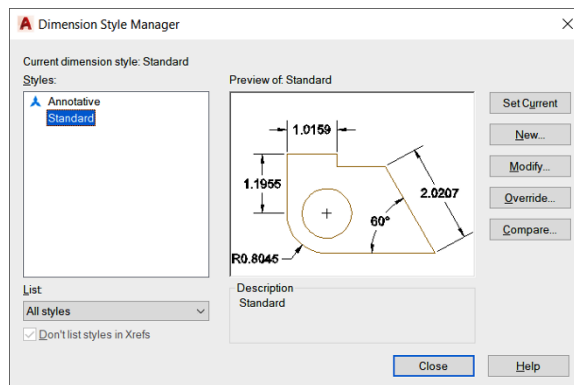 Dimension Style Manager
Current dimension style: Standard
Styles:
Annotative
Standard
Preview of: Standard
1.0159
1.1955
2.0207
60°
R0.8045
Set Current
New...
Modify...
Override...
Compare...
List:
All styles
Don't list styles in Xrefs
Description
Standard
Close
Help